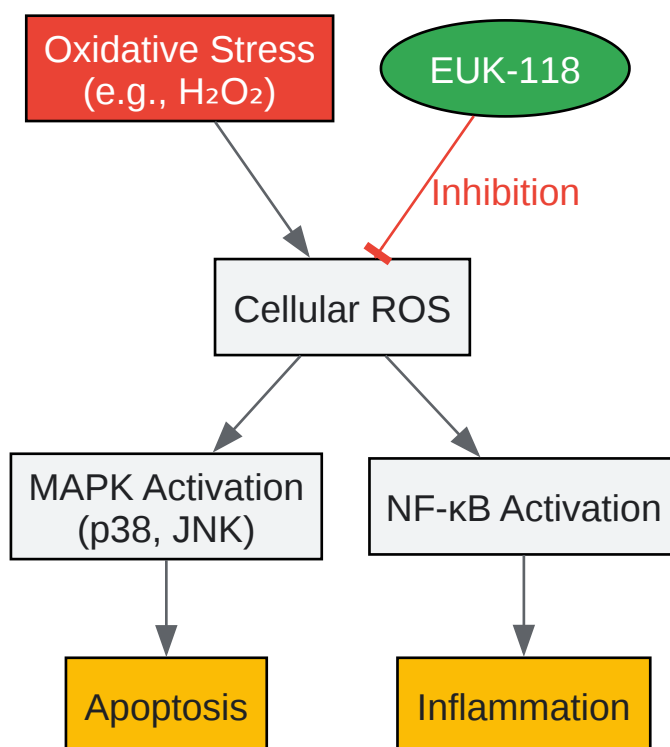 Oxidative Stress
(e.g., H₂O₂)
EUK-118
Inhibition
Cellular ROS
MAPK Activation
(p38, JNK)
NF-κB Activation
Apoptosis
Inflammation